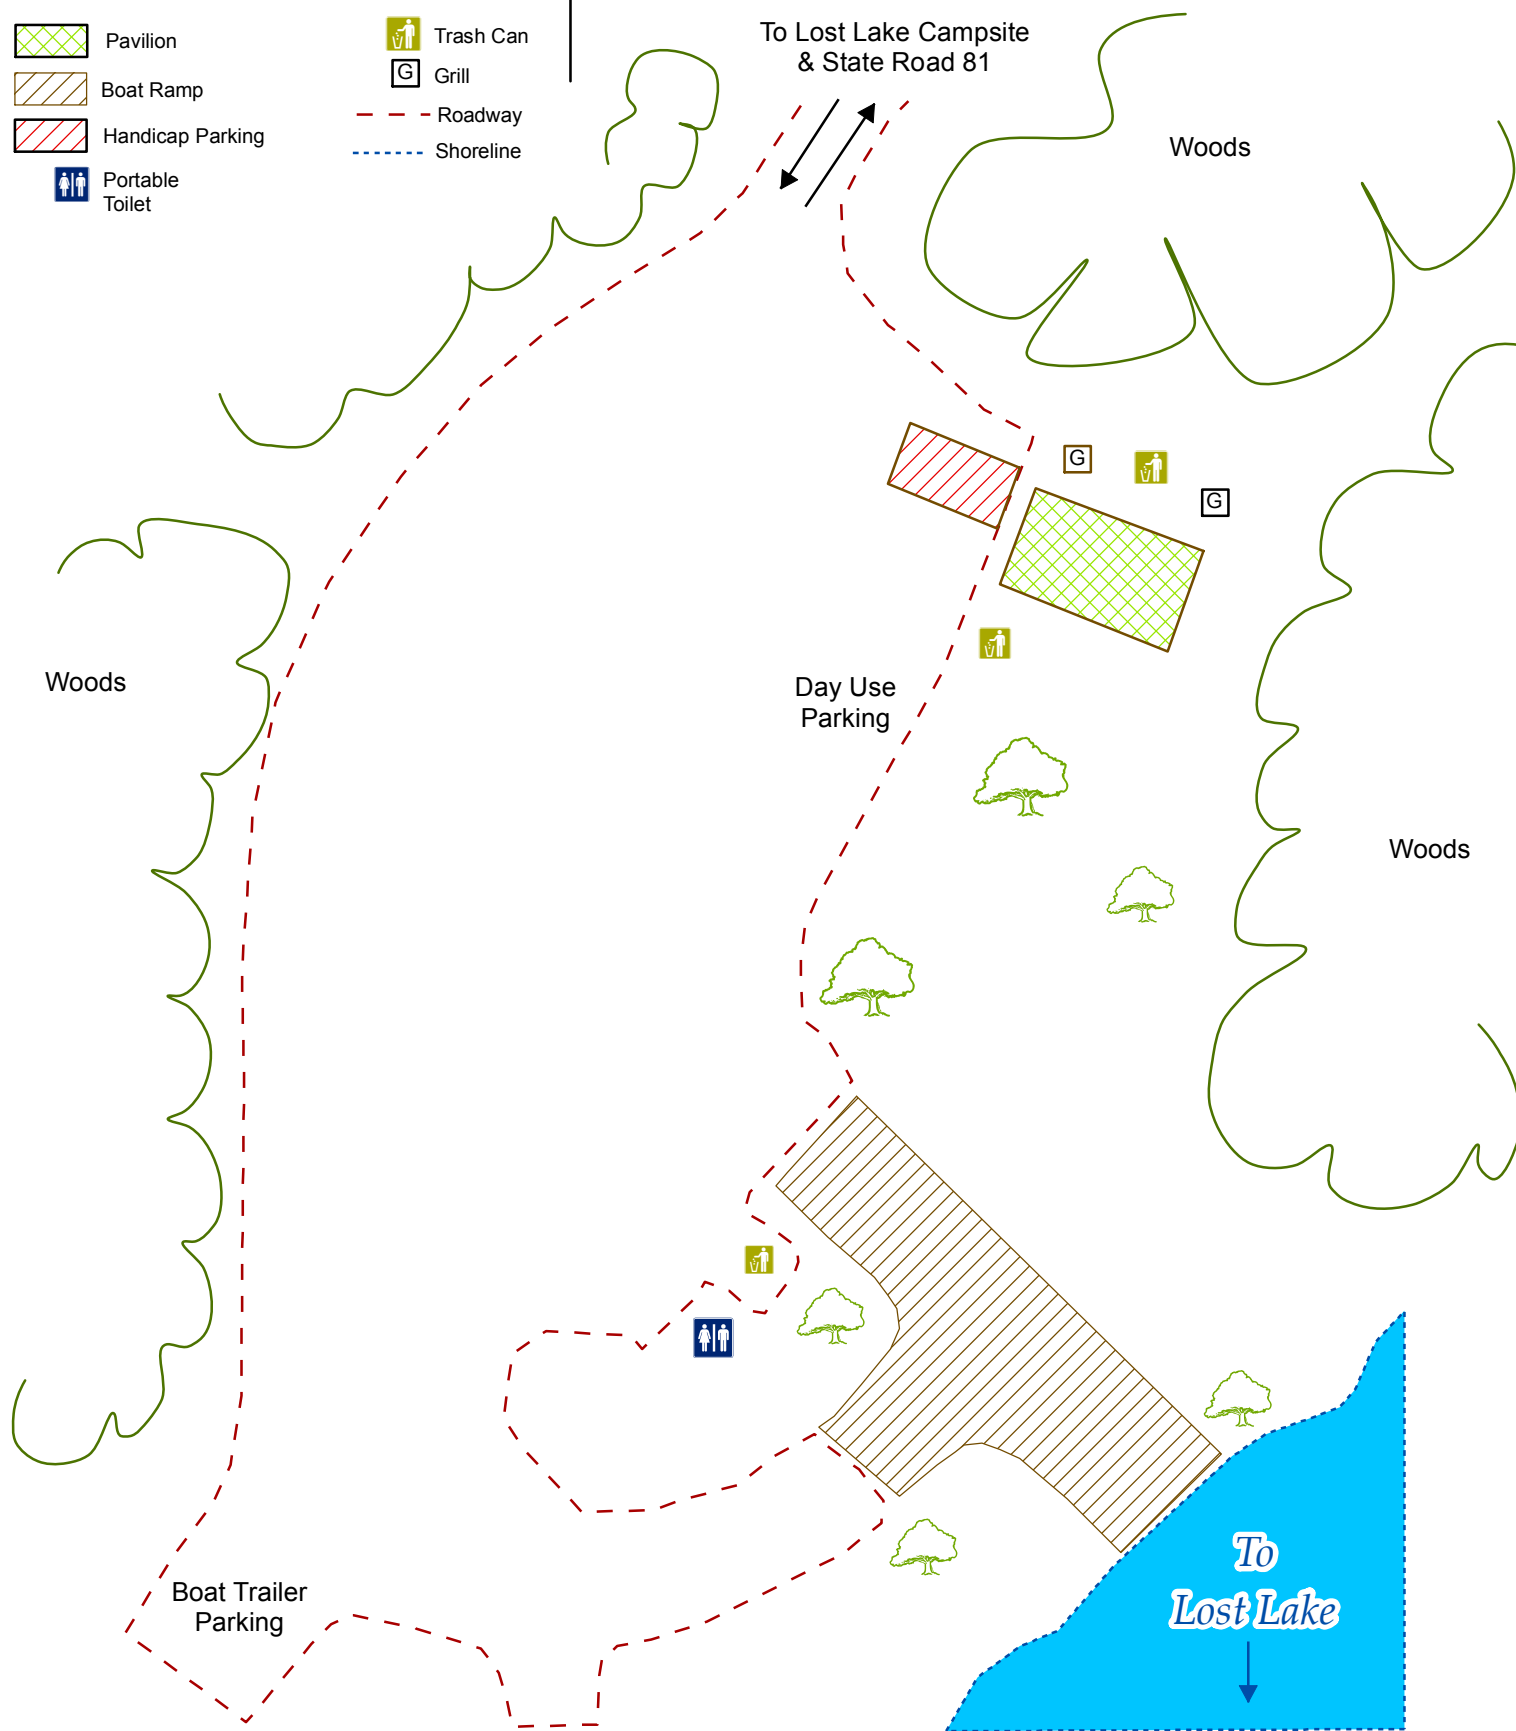 Pavilion
Boat Ramp
Handicap Parking
Portable
Toilet
Trash Can
G
Grill
Roadway
Shoreline
To Lost Lake Campsite
& State Road 81
Woods
G
G
Woods
Day Use
Parking
Woods
Boat Trailer
Parking
To
Lost Lake